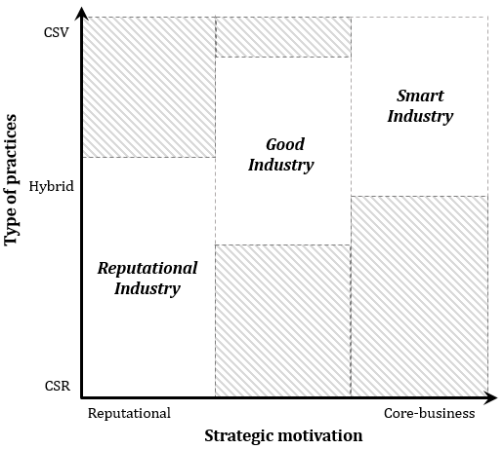 CSV
Smart
Industry
Good
Industry
Type of practices
Hybrid
Reputational
Industry
CSR
Reputational
Core-business
Strategic motivation